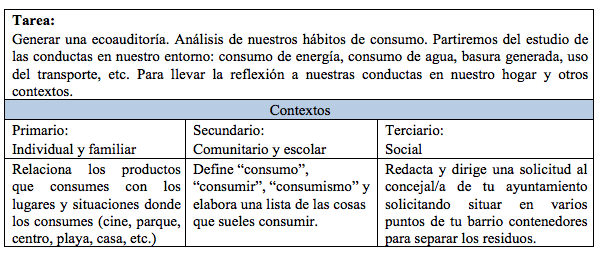 Tarea:
Generar una ecoauditoría. Análisis de nuestros hábitos de consumo. Partiremos del estudio de
las conductas en nuestro entorno: consumo de energía, consumo de agua, basura generada, uso
del transporte, etc. Para llevar la reflexión a nuestras conductas en nuestro hogar y otros
contextos.
Contextos
Primario:
Individual y familiar
Secundario:
Comunitario y escolar
Terciario:
Social
Relaciona los productos
que consumes con los
lugares y situaciones donde
los consumes (cine, parque,
centro, playa, casa, etc.)
Define “consumo”,
“consumir”, “consumismo” y
elabora una lista de las cosas
que sueles consumir.
Redacta y dirige una solicitud al
concejal/a de tu ayuntamiento
solicitando situar en varios
puntos de tu barrio contenedores
para separar los residuos.